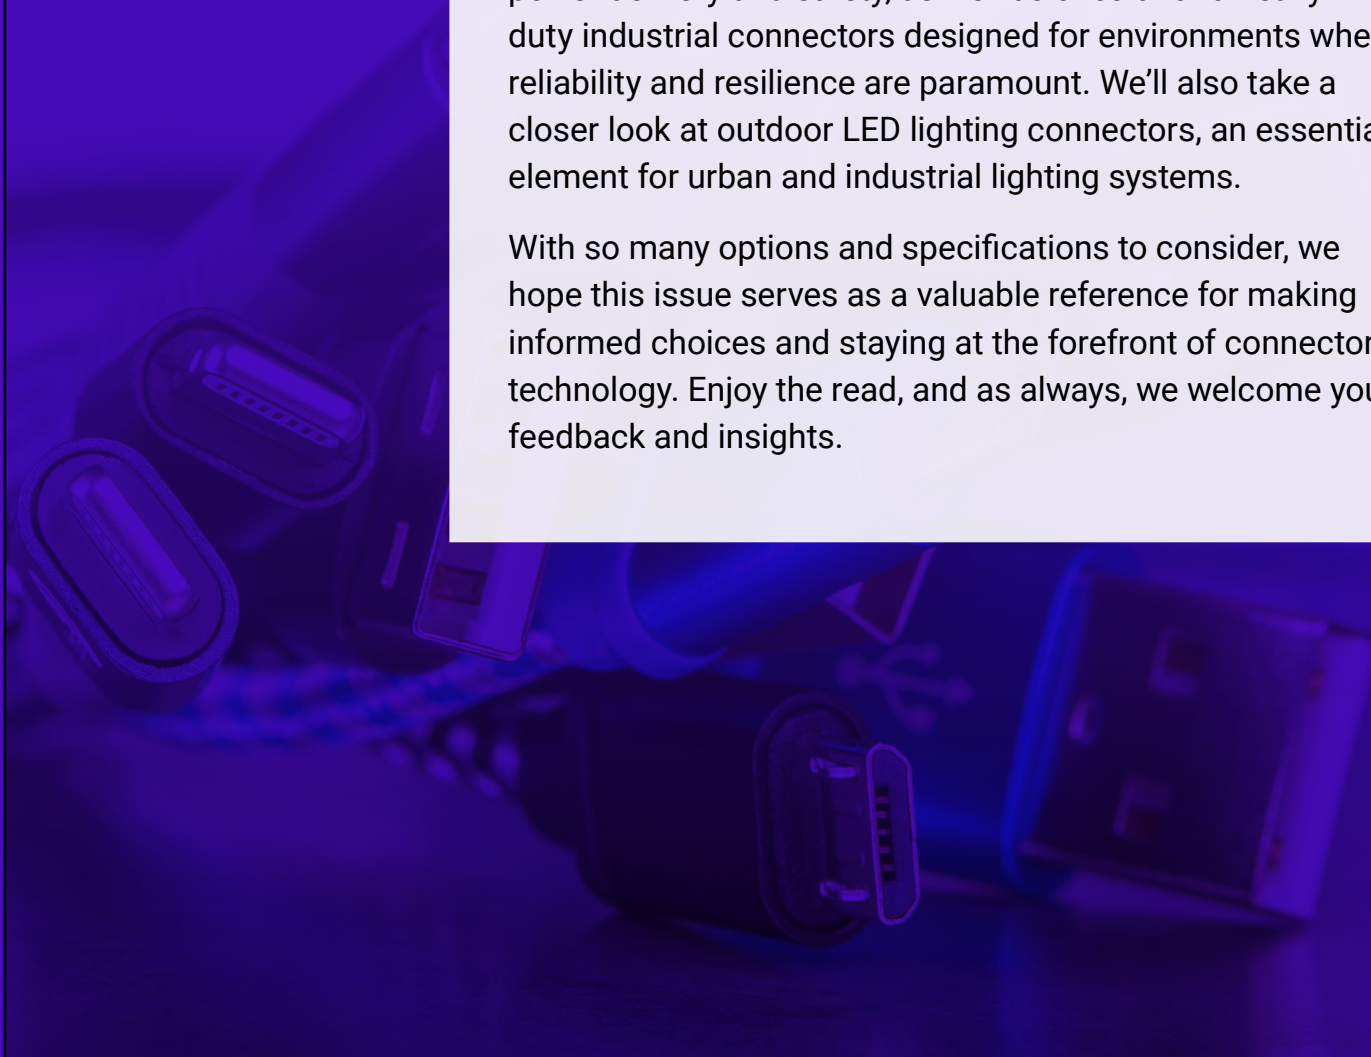 duty industrial connectors designed for environments whe
reliability and resilience are paramount. We’ll also take a
closer look at outdoor LED lighting connectors, an essentia
element for urban and industrial lighting systems.
With so many options and specifications to consider, we
hope this issue serves as a valuable reference for making
informed choices and staying at the forefront of connector
technology. Enjoy the read, and as always, we welcome you
feedback and insights.